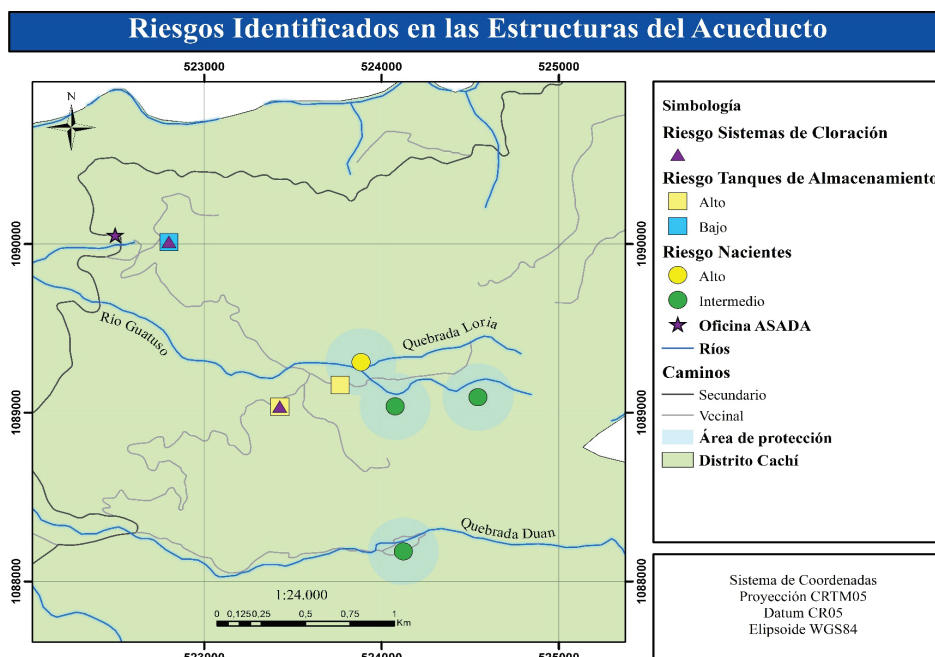 Riesgos Identificados en las Estructuras del Acueducto
523000 524000 525000
N
1090000 1090000
1089000 1089000
1088000 1088000
Río Guatuso
Quebrada Loria
Quebrada Duan
1:24.000
0 0,125 0,25 0,5 0,75 1
Km
523000 524000 525000
Simbología
Riesgo Sistemas de Cloración
Riesgo Tanques de Almacenamiento
Alto
Bajo
Riesgo Nacientes
Alto
Intermedio
Oficina ASADA
Ríos
Caminos
Secundario
Vecinal
Área de protección
Distrito Cachí
Sistema de Coordenadas
Proyección CRTM05
Datum CR05
Elipsoide WGS84